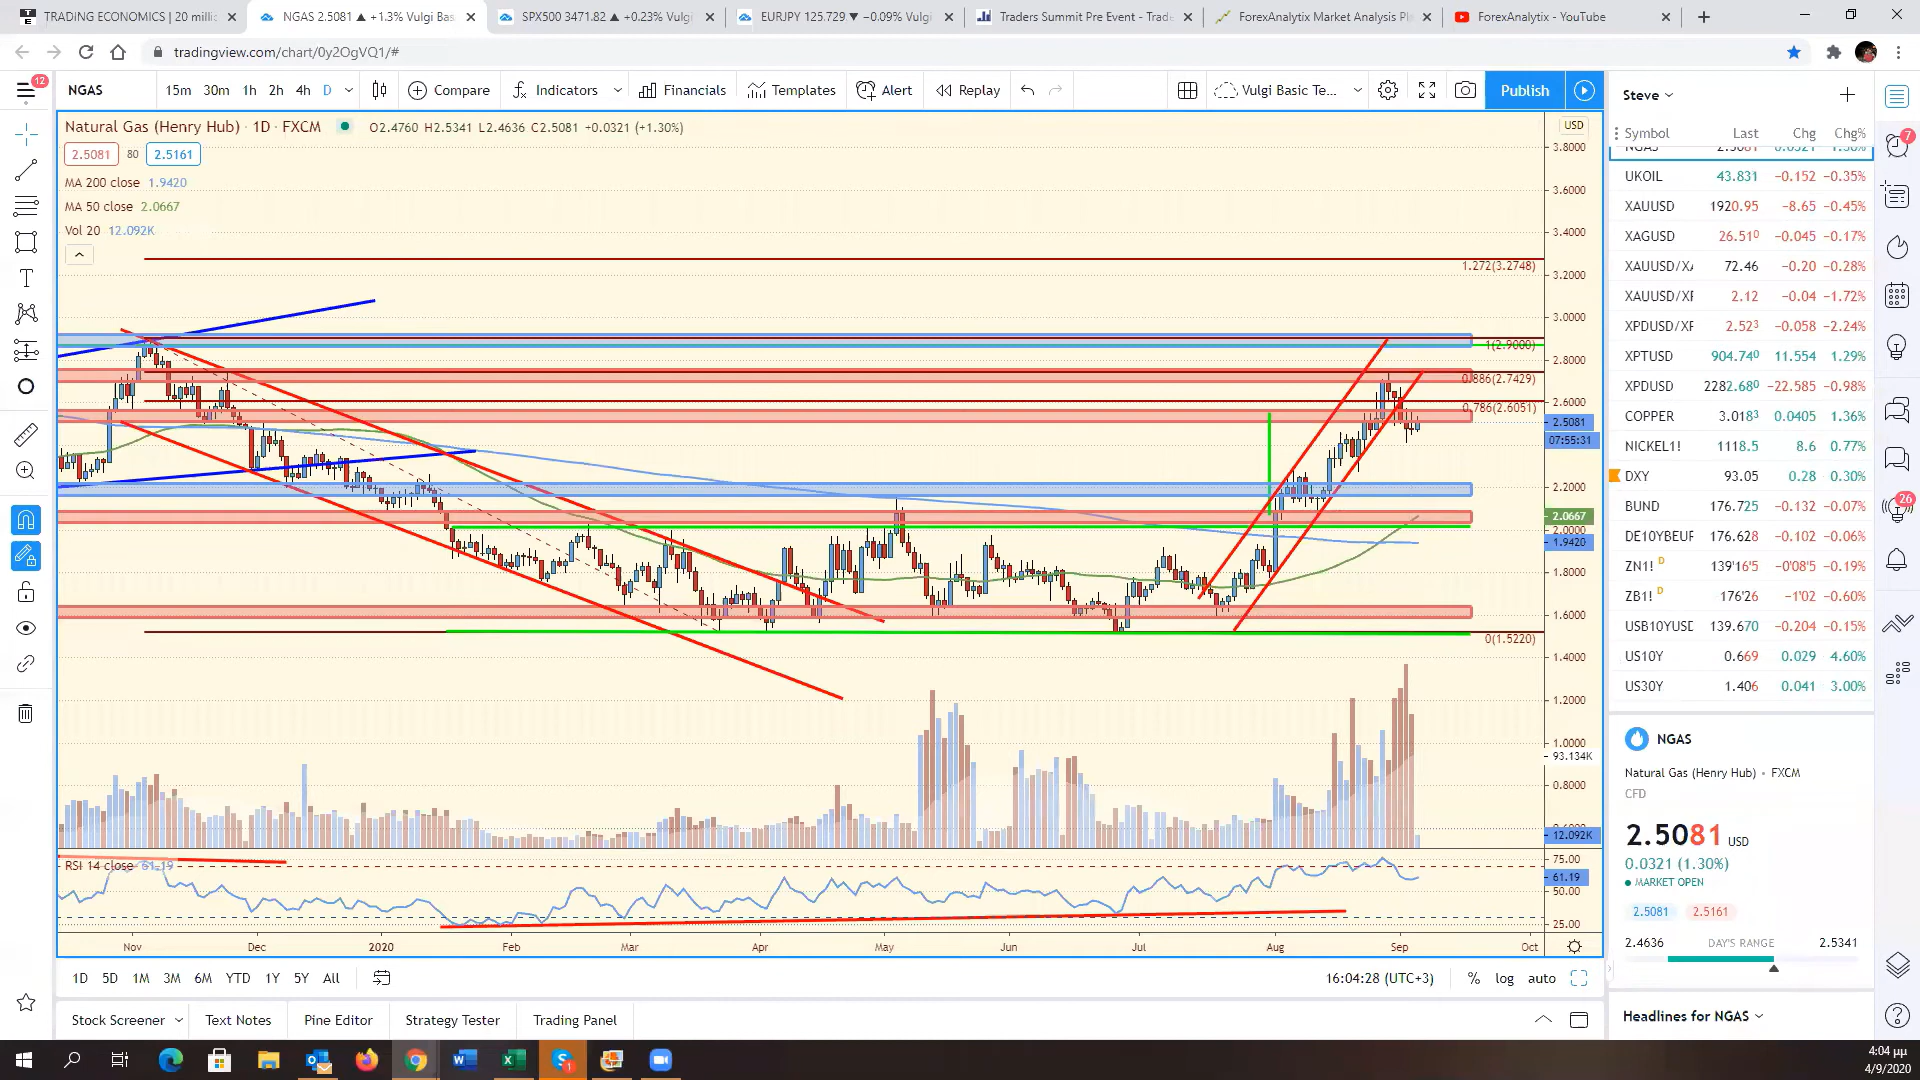 TRADING ECONOMICS | 20 milli
NGAS 2.5081 ▲ +1.3% Vulgi Bas
SPX500 3471.82 ▲ +0.23% Vulgi
EURJPY 125.729 ▼ −0.09% Vulgi
Traders Summit Pre Event - Trade
ForexAnalytix Market Analysis Pl
ForexAnalytix - YouTube
tradingview.com/chart/0y2OgVQ1/#
12
NGAS
15m 30m 1h 2h 4h D
Compare
Indicators
Financials
Templates
Alert
Replay
Vulgi Basic Te...
Publish
Natural Gas (Henry Hub) · 1D · FXCM
O2.4760 H2.5341 L2.4636 C2.5081 +0.0321 (+1.30%)
2.5081 80 2.5161
MA 200 close 1.9420
MA 50 close 2.0667
Vol 20 12.092K
USD
3.8000
3.6000
3.4000
1.272(3.2748)
3.2000
3.0000
1(2.9000)
2.8000
0.886(2.7429)
2.6000
0.786(2.6051)
2.5081
07:55:31
2.2000
2.0667
2.0000
1.9420
1.8000
1.6000
0(1.5220)
1.4000
1.2000
1.0000
93.134K
0.8000
12.092K
RSI 14 close 61.19
75.00
61.19
50.00
25.00
Nov Dec 2020 Feb Mar Apr May Jun Jul Aug Sep Oct
1D 5D 1M 3M 6M YTD 1Y 5Y All
16:04:28 (UTC+3) % log auto
Stock Screener Text Notes Pine Editor Strategy Tester Trading Panel
Steve
Symbol Last Chg Chg%
NGAS 2.5081 0.0321 1.30%
UKOIL 43.831 −0.152 −0.35%
XAUUSD 1920.95 −8.65 −0.45%
XAGUSD 26.510 −0.045 −0.17%
XAUUSD/XA 72.46 −0.20 −0.28%
XAUUSD/XF 2.12 −0.04 −1.72%
XPDUSD/XF 2.523 −0.058 −2.24%
XPTUSD 904.740 11.554 1.29%
XPDUSD 2282.680 −22.585 −0.98%
COPPER 3.0183 0.0405 1.36%
NICKEL1! 1118.5 8.6 0.77%
DXY 93.05 0.28 0.30%
BUND 176.725 −0.132 −0.07%
DE10YBEUF 176.628 −0.102 −0.06%
ZN1! D 139'16'5 −0'08'5 −0.19%
ZB1! D 176'26 −1'02 −0.60%
USB10YUSD 139.670 −0.204 −0.15%
US10Y 0.669 0.029 4.60%
US30Y 1.406 0.041 3.00%
NGAS
Natural Gas (Henry Hub) • FXCM
CFD
2.5081 USD
0.0321 (1.30%)
MARKET OPEN
2.5081 2.5161
2.4636 DAY'S RANGE 2.5341
Headlines for NGAS
7
26
4:04 μμ
4/9/2020